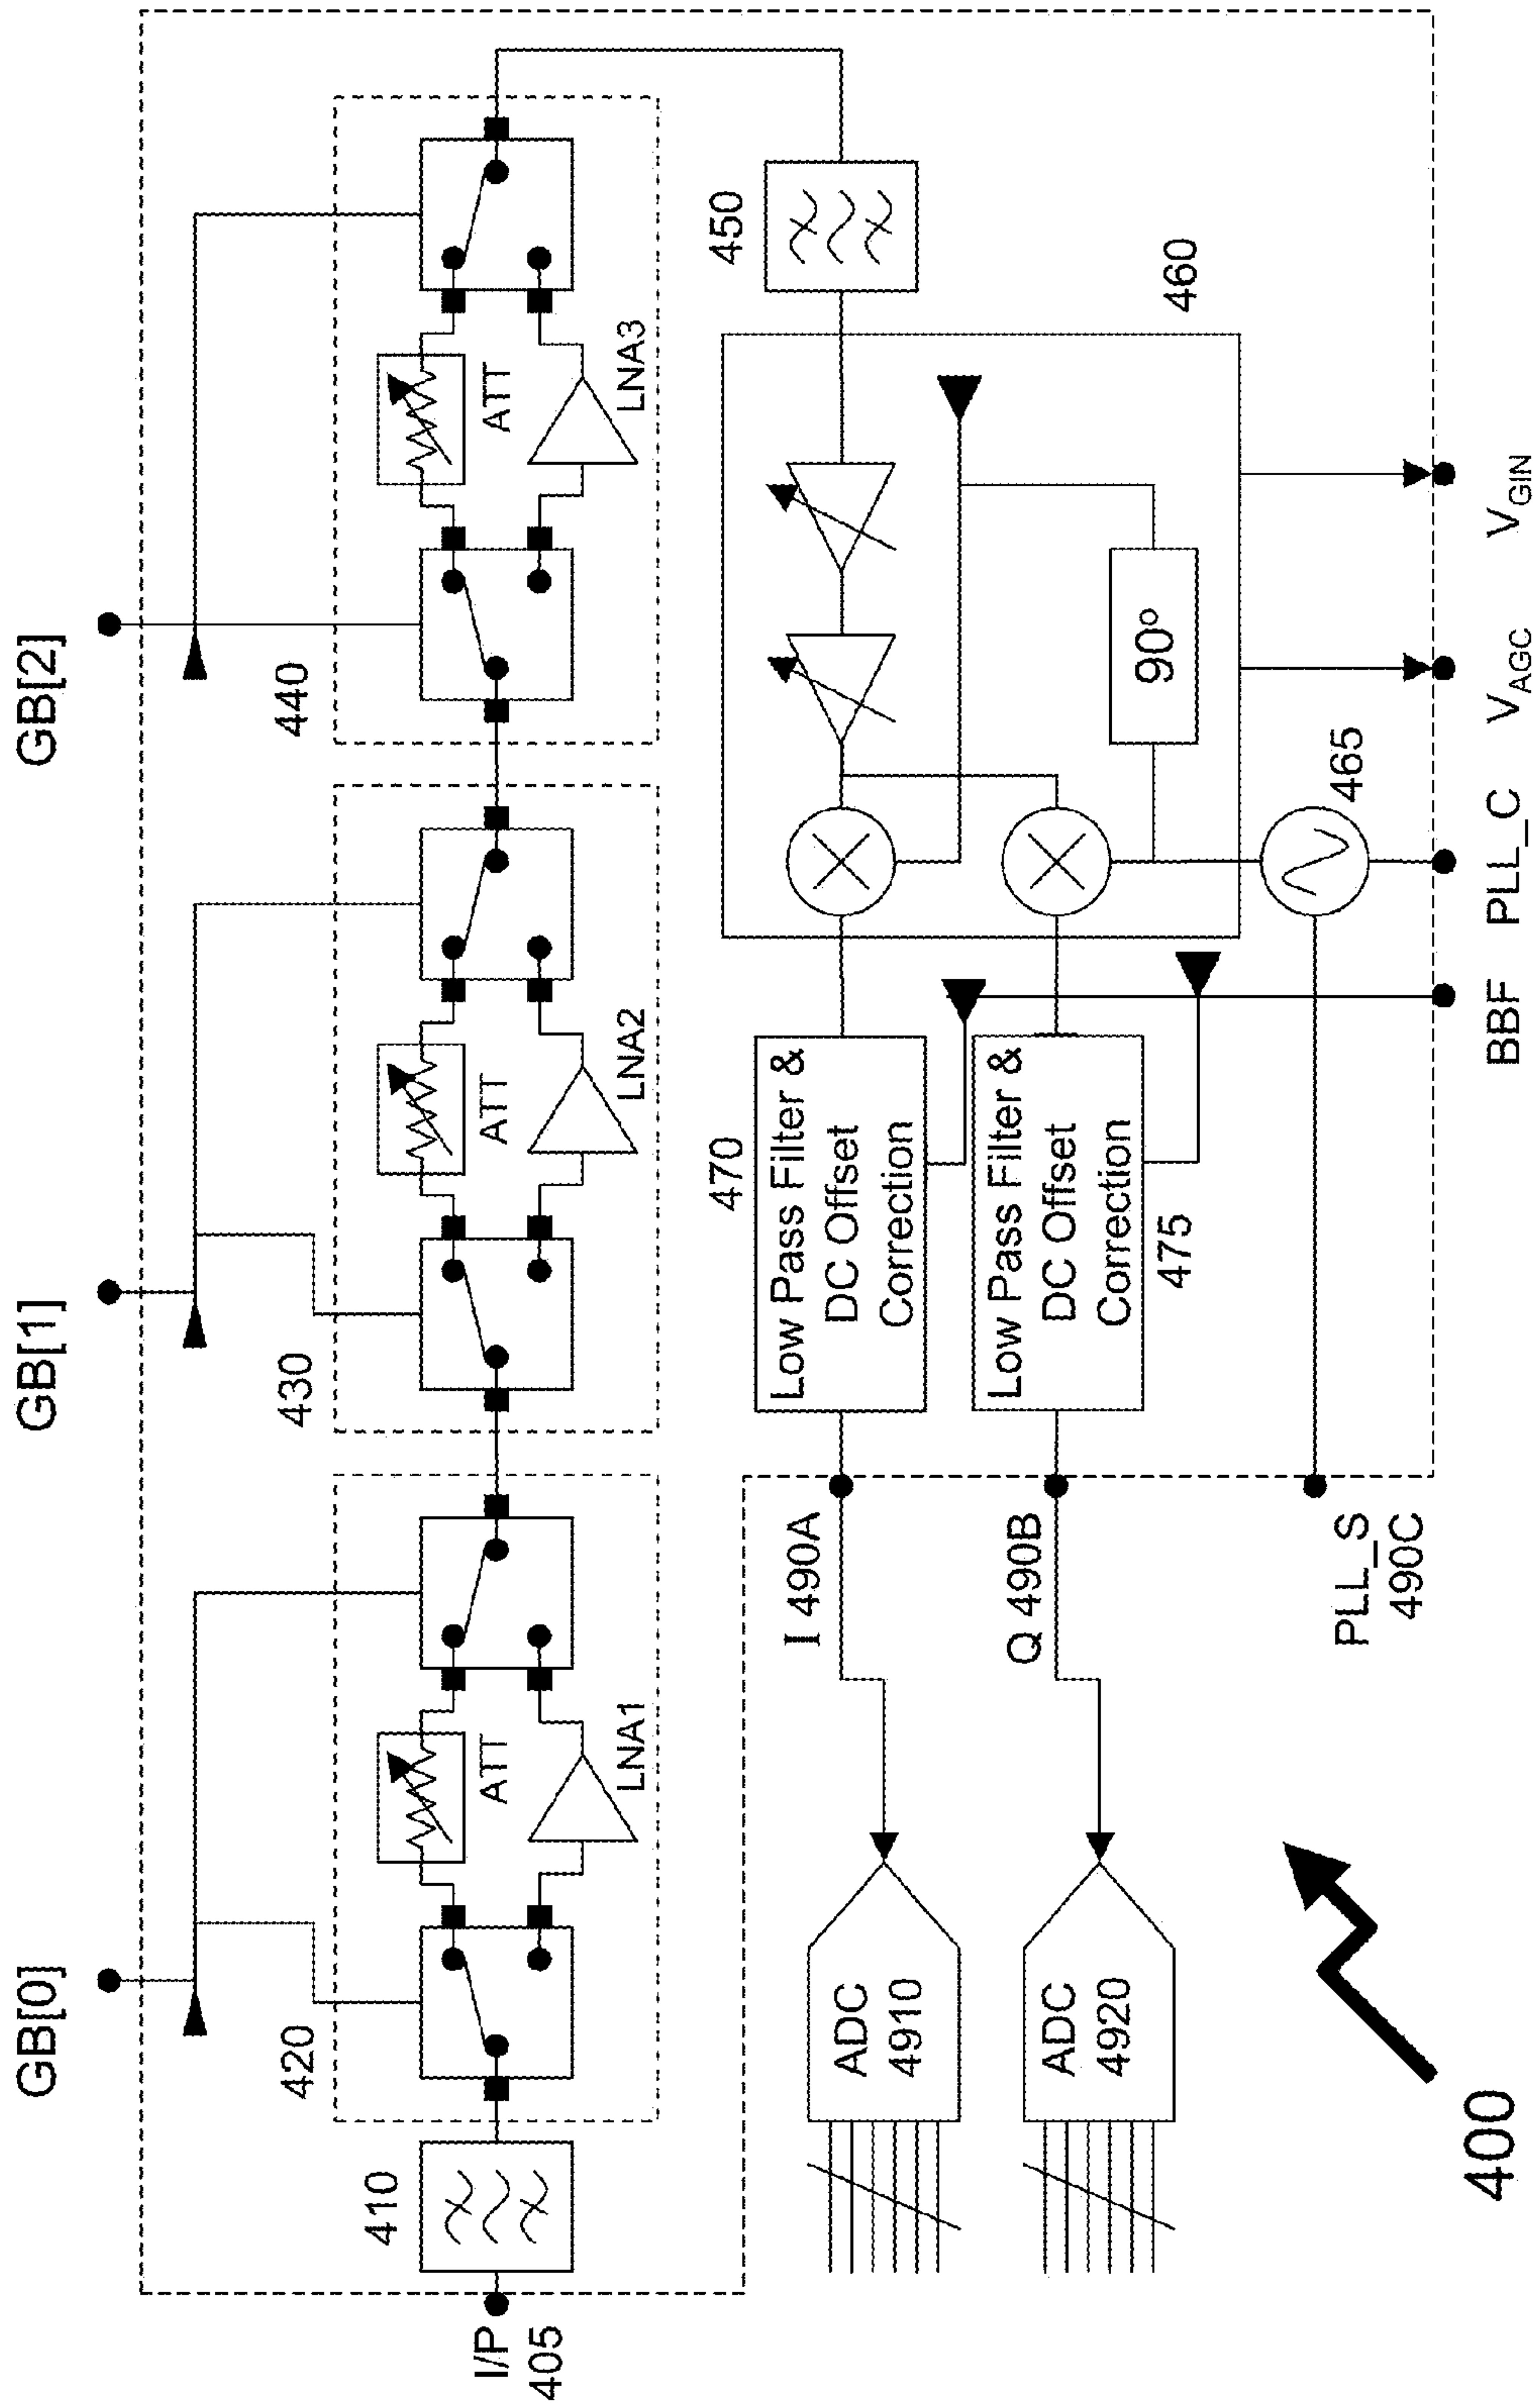 GB[0]
GB[1]
GB[2]
420
430
440
ATT
ATT
ATT
LNA1
LNA2
LNA3
410
I/P
405
450
460
90º
465
470
Low Pass Filter &
DC Offset
Correction
Low Pass Filter &
DC Offset
Correction
475
I 490A
Q 490B
PLL_S
490C
ADC
4910
ADC
4920
BBF
PLL_C
VAGC
VGIN
400